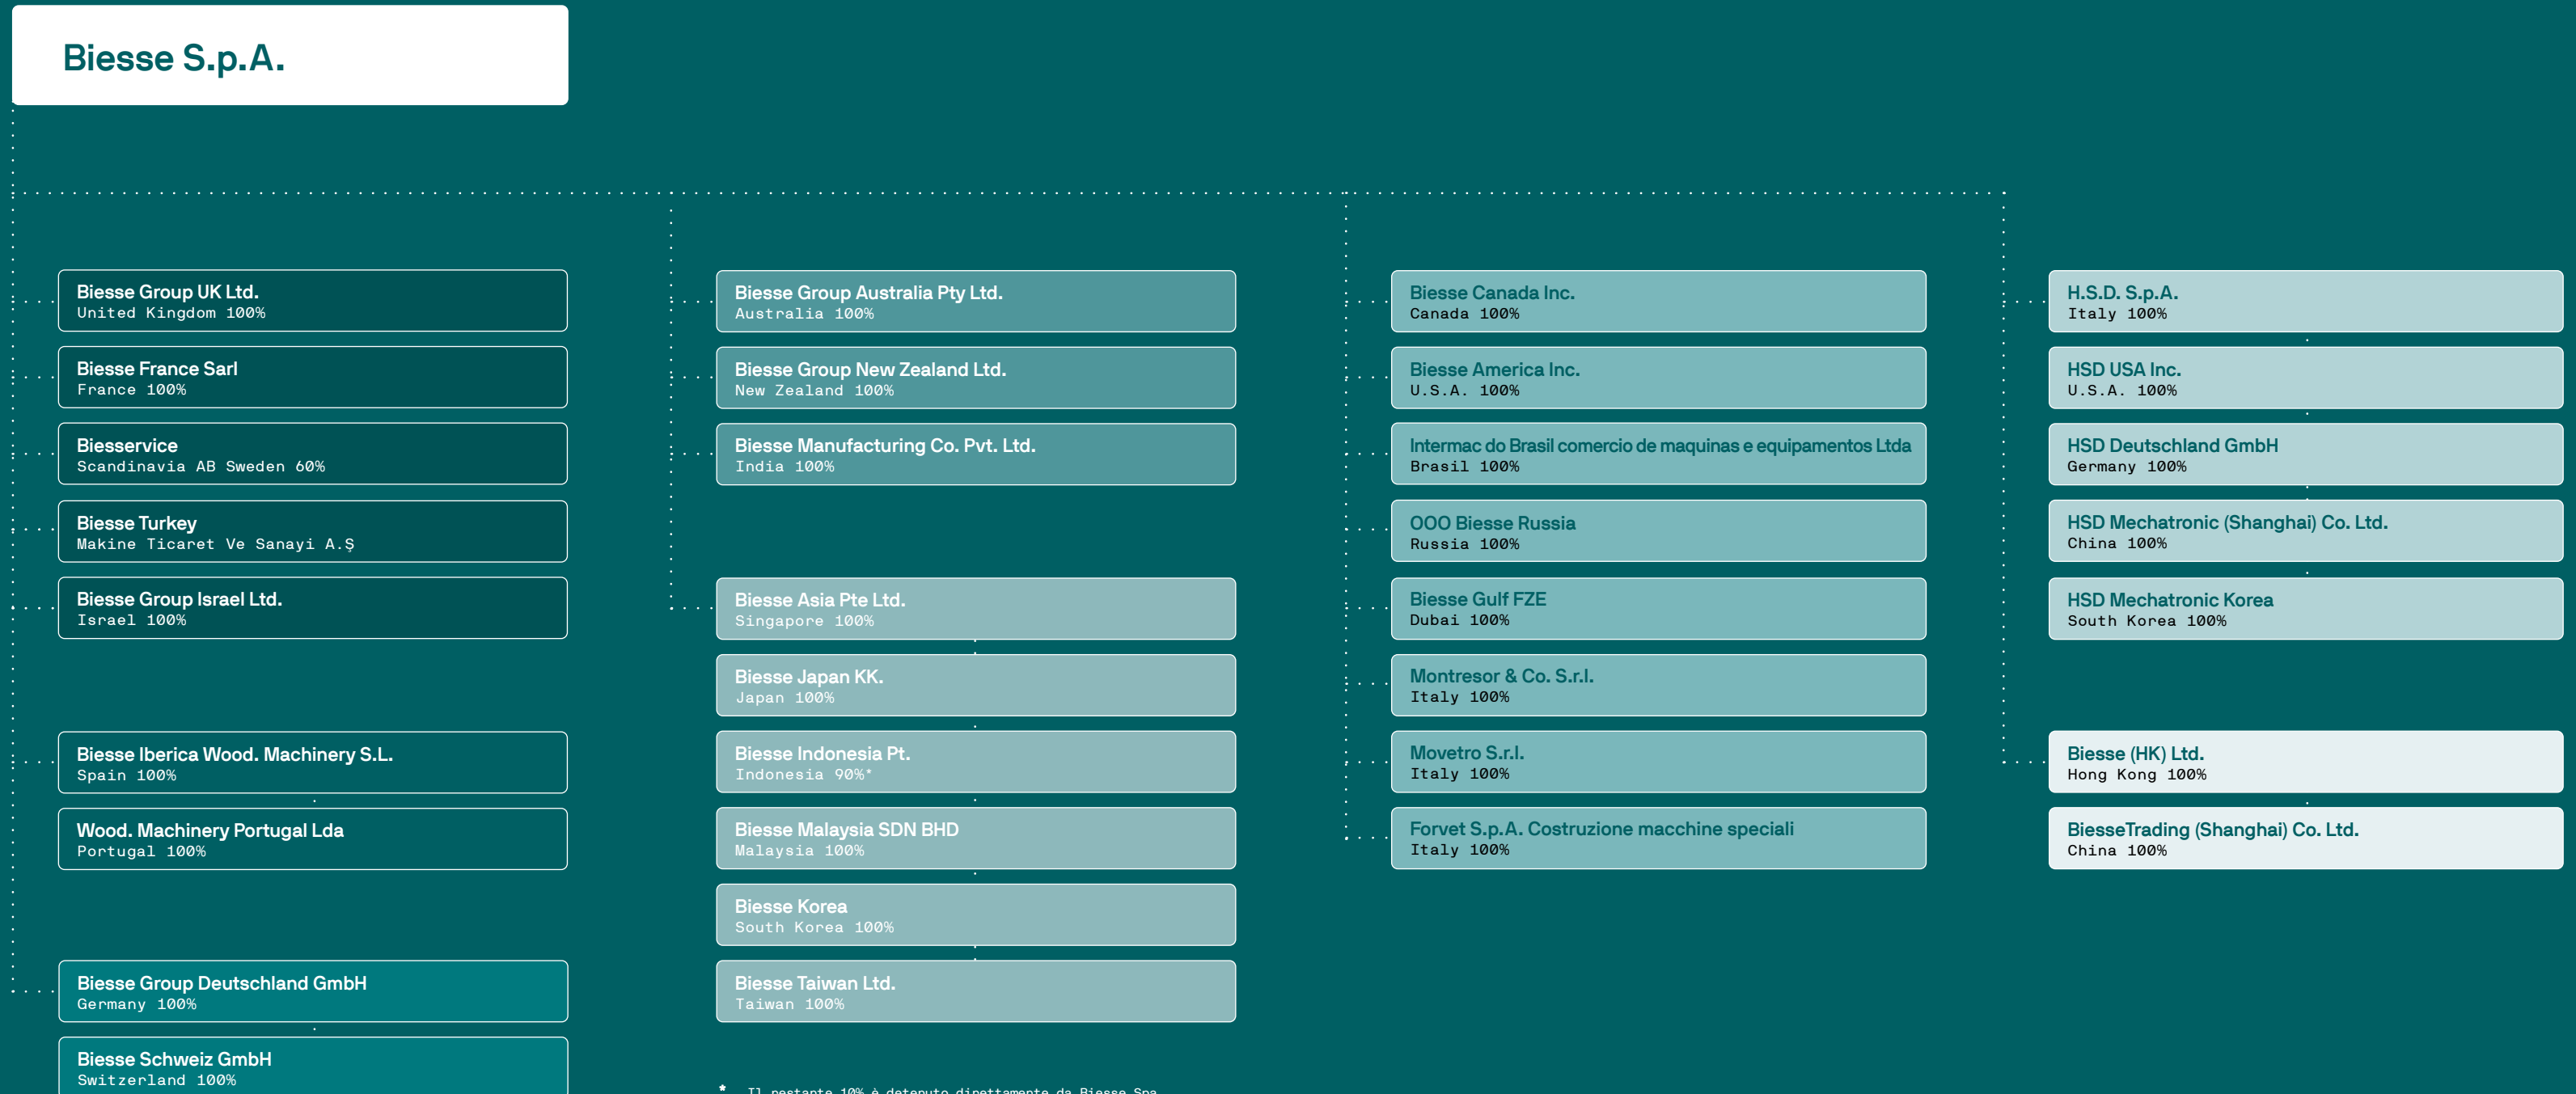 Biesse S.p.A.
Biesse Group UK Ltd.
United Kingdom 100%
Biesse France Sarl
France 100%
Biesservice
Scandinavia AB Sweden 60%
Biesse Turkey
Makine Ticaret Ve Sanayi A.Ş
Biesse Group Israel Ltd.
Israel 100%
Biesse Iberica Wood. Machinery S.L.
Spain 100%
Wood. Machinery Portugal Lda
Portugal 100%
Biesse Group Deutschland GmbH
Germany 100%
Biesse Schweiz GmbH
Switzerland 100%
Biesse Group Australia Pty Ltd.
Australia 100%
Biesse Group New Zealand Ltd.
New Zealand 100%
Biesse Manufacturing Co. Pvt. Ltd.
India 100%
Biesse Asia Pte Ltd.
Singapore 100%
Biesse Japan KK.
Japan 100%
Biesse Indonesia Pt.
Indonesia 90%*
Biesse Malaysia SDN BHD
Malaysia 100%
Biesse Korea
South Korea 100%
Biesse Taiwan Ltd.
Taiwan 100%
* Il restante 10% è detenuto direttamente da Biesse Spa
Biesse Canada Inc.
Canada 100%
Biesse America Inc.
U.S.A. 100%
Intermac do Brasil comercio de maquinas e equipamentos Ltda
Brasil 100%
OOO Biesse Russia
Russia 100%
Biesse Gulf FZE
Dubai 100%
Montresor & Co. S.r.l.
Italy 100%
Movetro S.r.l.
Italy 100%
Forvet S.p.A. Costruzione macchine speciali
Italy 100%
H.S.D. S.p.A.
Italy 100%
HSD USA Inc.
U.S.A. 100%
HSD Deutschland GmbH
Germany 100%
HSD Mechatronic (Shanghai) Co. Ltd.
China 100%
HSD Mechatronic Korea
South Korea 100%
Biesse (HK) Ltd.
Hong Kong 100%
BiesseTrading (Shanghai) Co. Ltd.
China 100%